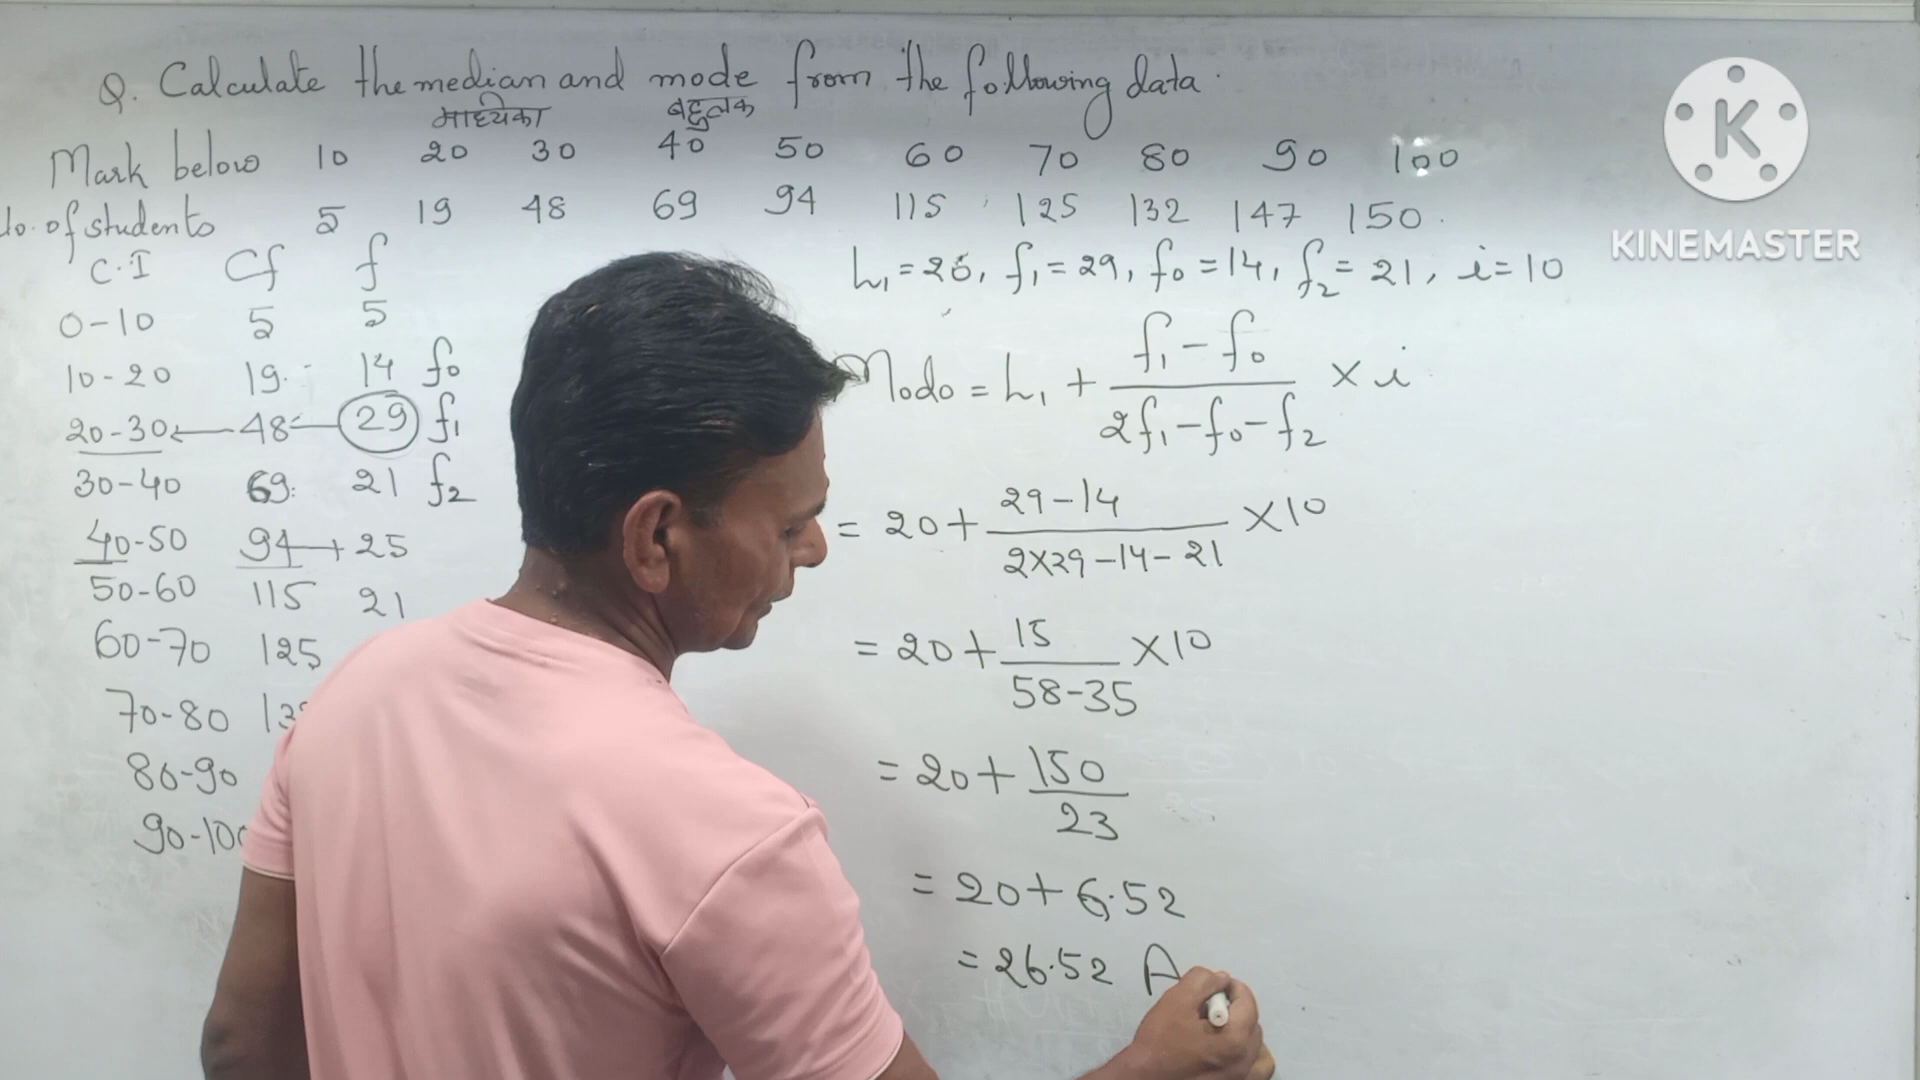 Q. Calculate the median and mode from the following data.
माध्यिका बहुलक
Mark below 10 20 30 40 50 60 70 80 90 100
No. of students 5 19 48 69 94 115 125 132 147 150.
C.I Cf f
0-10 5 5
10-20 19 14 f0
20-30 48 29 f1
30-40 69 21 f2
40-50 94 25
50-60 115 21
60-70 125
70-80
80-90
90-100
L1 = 20, f1 = 29, f0 = 14, f2 = 21, i = 10
Mode = L1 + f1 - f0 / 2f1 - f0 - f2 × i
= 20 + 29-14 / 2×29-14-21 ×10
= 20 + 15 / 58-35 ×10
= 20 + 150 / 23
= 20 + 6.52
= 26.52 A
K
KINEMASTER